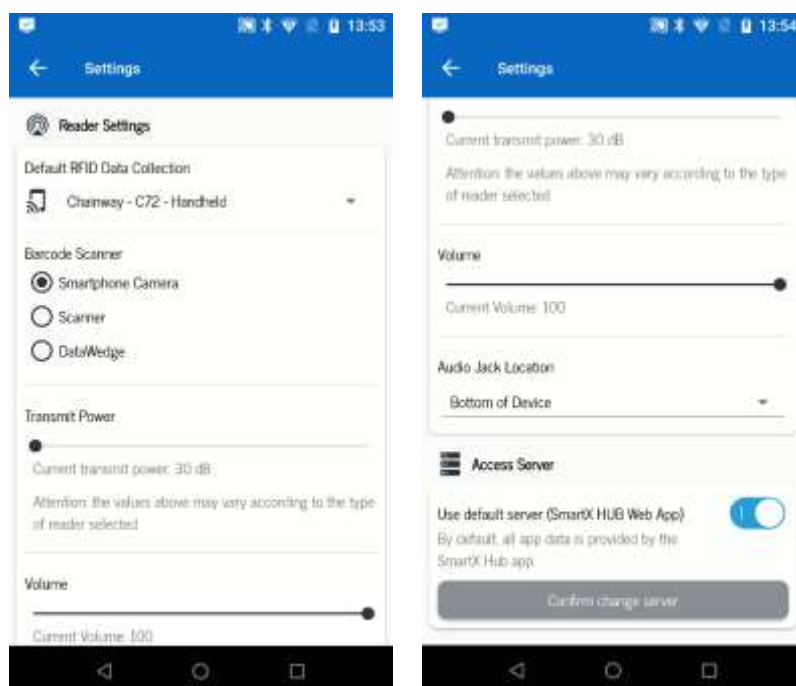 13:53
Settings
Reader Settings
Default RFID Data Collection
Chainway - C72 - Handheld
Barcode Scanner
Smartphone Camera
Scanner
DataWedge
Transmit Power
Current transmit power: 30 dB
Attention: the values above may vary according to the type
of reader selected
Volume
Current Volume: 100
13:54
Settings
Current transmit power: 30 dB
Attention: the values above may vary according to the type
of reader selected
Volume
Current Volume: 100
Audio Jack Location
Bottom of Device
Access Server
Use default server (SmartX HUB Web App)
By default, all app data is provided by the
SmartX Hub app
Confirm change server